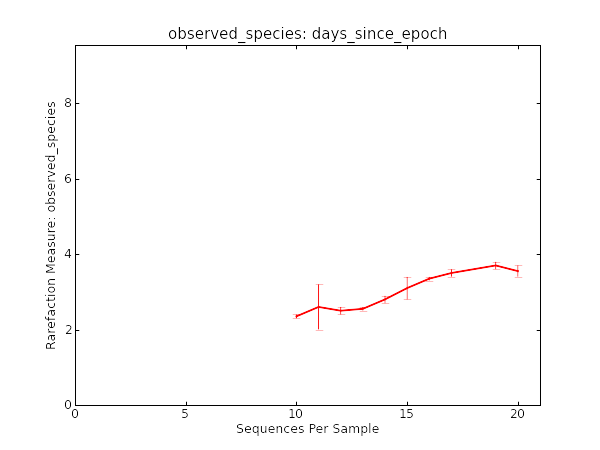 observed_species: days_since_epoch
Rarefaction Measure: observed_species
8
6
4
2
0
0 5 10 15 20
Sequences Per Sample